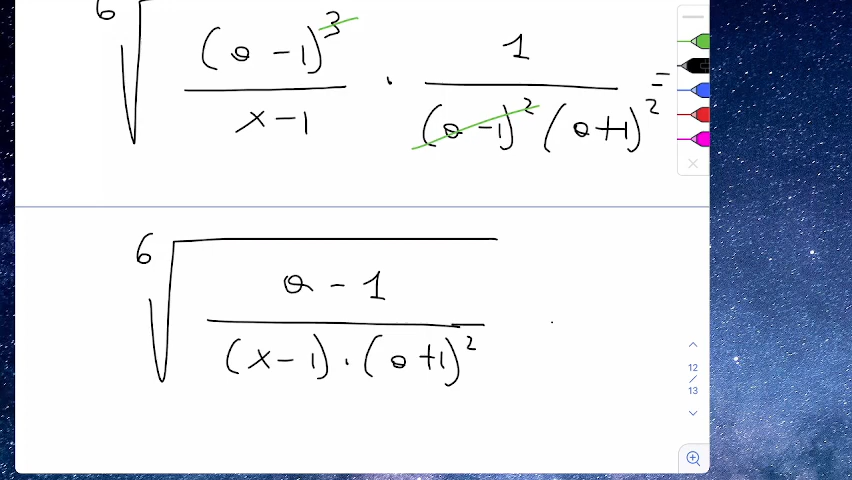 6√ (a - 1)^3 / (x - 1) · 1 / ((a - 1)^2 (a + 1)^2) =
6√ (a - 1) / ((x - 1) · (a + 1)^2)
12
/
13